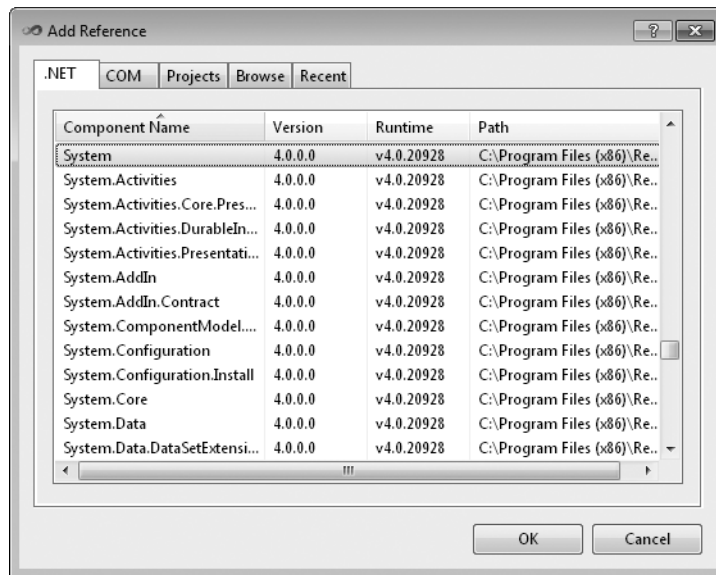 Add Reference
.NET COM Projects Browse Recent
Component Name Version Runtime Path
System 4.0.0.0 v4.0.20928 C:\Program Files (x86)\Re...
System.Activities 4.0.0.0 v4.0.20928 C:\Program Files (x86)\Re...
System.Activities.Core.Pres... 4.0.0.0 v4.0.20928 C:\Program Files (x86)\Re...
System.Activities.DurableIn... 4.0.0.0 v4.0.20928 C:\Program Files (x86)\Re...
System.Activities.Presentati... 4.0.0.0 v4.0.20928 C:\Program Files (x86)\Re...
System.AddIn 4.0.0.0 v4.0.20928 C:\Program Files (x86)\Re...
System.AddIn.Contract 4.0.0.0 v4.0.20928 C:\Program Files (x86)\Re...
System.ComponentModel.... 4.0.0.0 v4.0.20928 C:\Program Files (x86)\Re...
System.Configuration 4.0.0.0 v4.0.20928 C:\Program Files (x86)\Re...
System.Configuration.Install 4.0.0.0 v4.0.20928 C:\Program Files (x86)\Re...
System.Core 4.0.0.0 v4.0.20928 C:\Program Files (x86)\Re...
System.Data 4.0.0.0 v4.0.20928 C:\Program Files (x86)\Re...
System.Data.DataSetExtensi... 4.0.0.0 v4.0.20928 C:\Program Files (x86)\Re...
OK Cancel